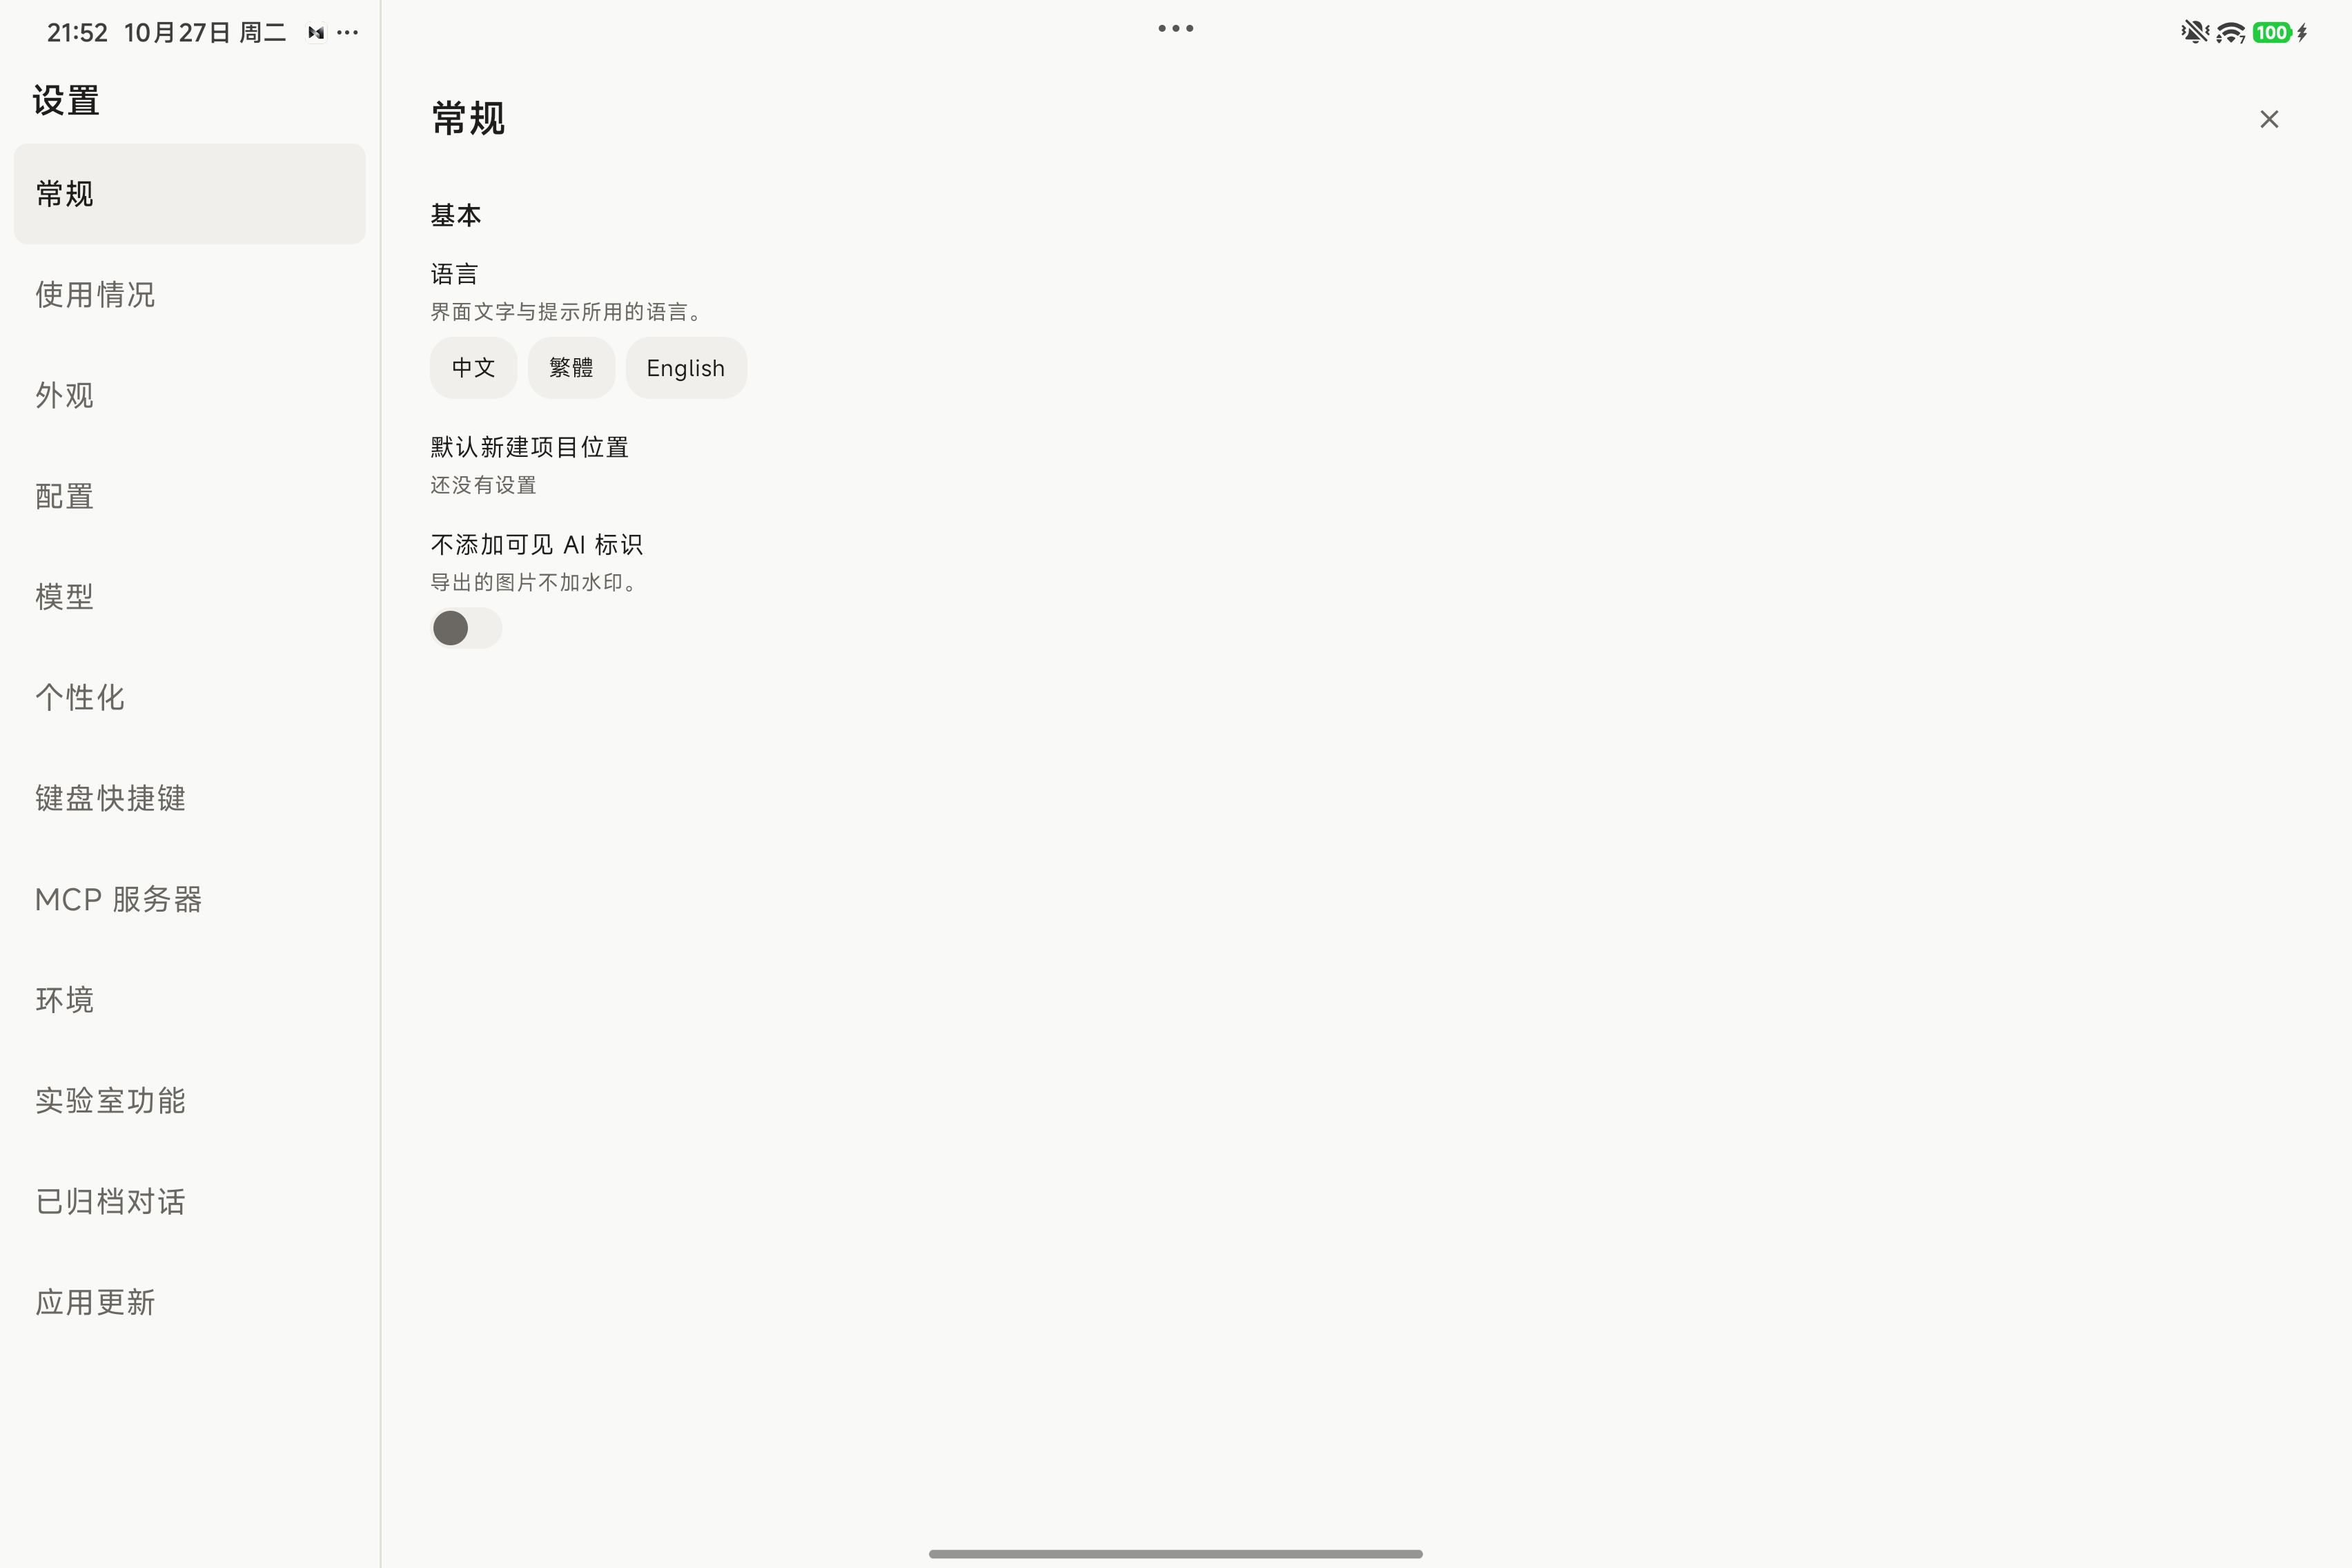 21:52 10月27日 周二
100
设置
常规
使用情况
外观
配置
模型
个性化
键盘快捷键
MCP 服务器
环境
实验室功能
已归档对话
应用更新
常规
基本
语言
界面文字与提示所用的语言。
中文 繁體 English
默认新建项目位置
还没有设置
不添加可见 AI 标识
导出的图片不加水印。